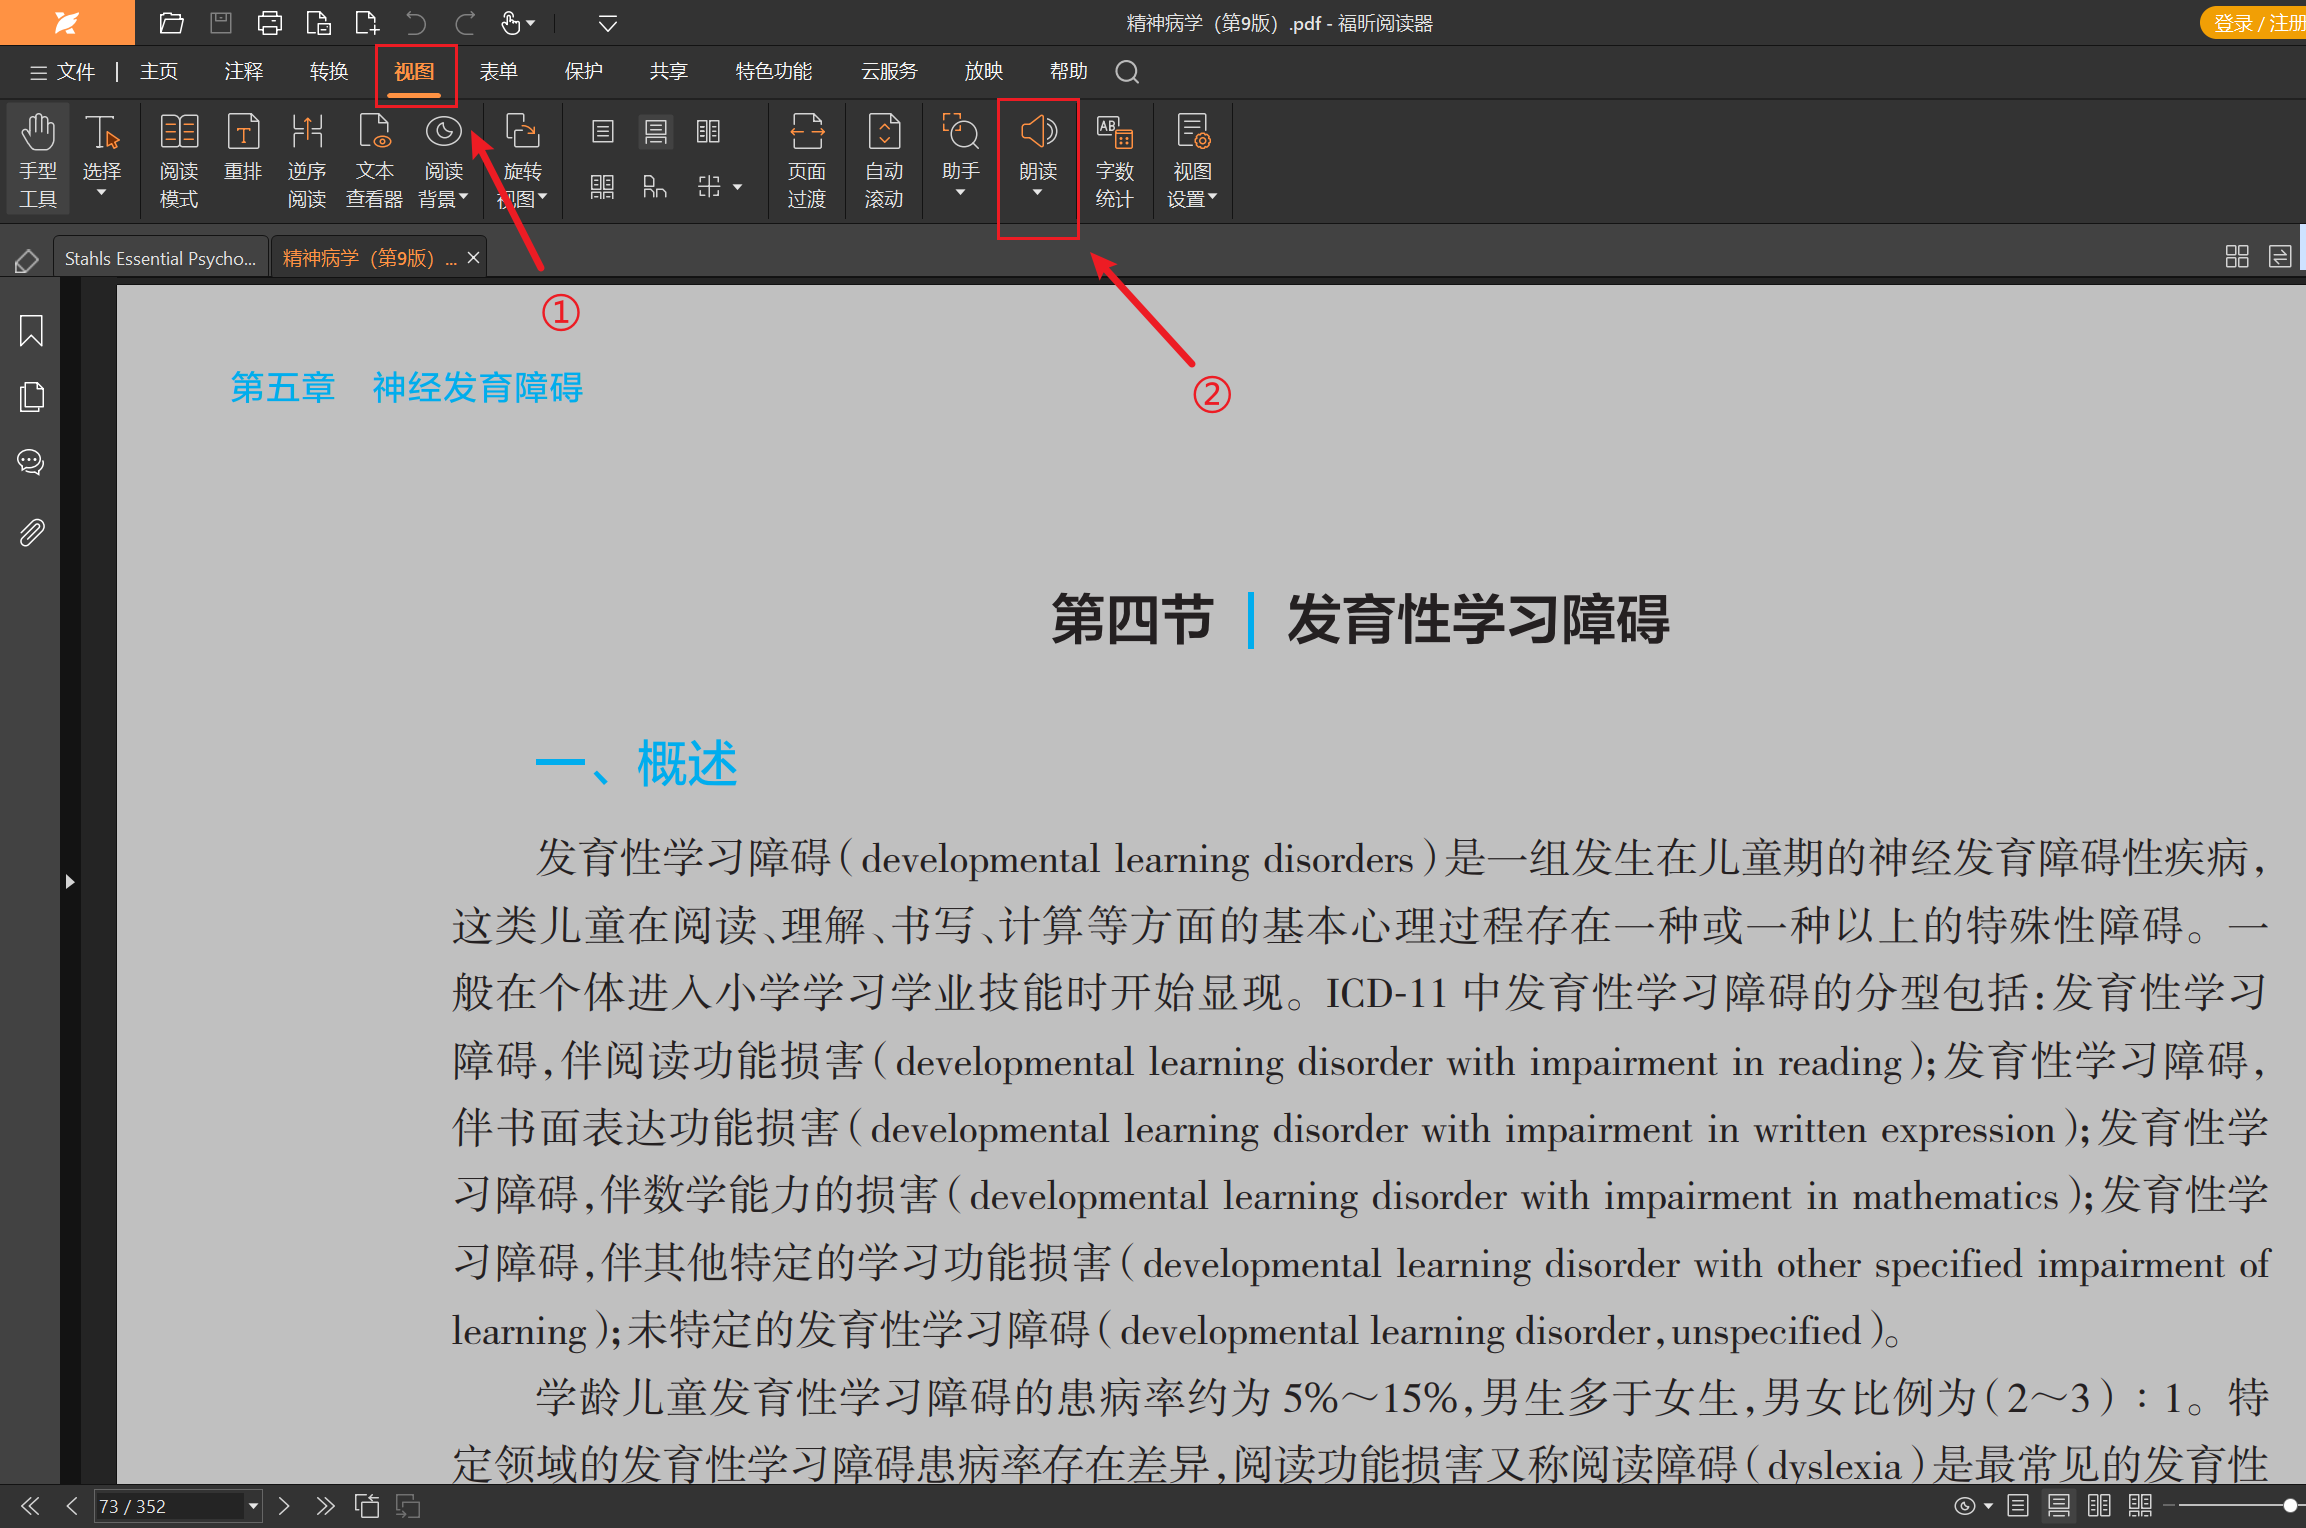 精神病学（第9版）.pdf - 福昕阅读器
登录 / 注册
文件 主页 注释 转换 视图 表单 保护 共享 特色功能 云服务 放映 帮助
手型 选择 阅读 重排 逆序 文本 阅读 旋转 页面 自动 助手 朗读 字数 视图
工具 模式 阅读 查看器 背景 视图 过渡 滚动 统计 设置
Stahls Essential Psycho...
精神病学（第9版）...
①
②
第五章 神经发育障碍
第四节 | 发育性学习障碍
一、概述
发育性学习障碍（developmental learning disorders）是一组发生在儿童期的神经发育障碍性疾病，
这类儿童在阅读、理解、书写、计算等方面的基本心理过程存在一种或一种以上的特殊性障碍。一
般在个体进入小学学习学业技能时开始显现。ICD-11 中发育性学习障碍的分型包括：发育性学习
障碍，伴阅读功能损害（developmental learning disorder with impairment in reading）；发育性学习障碍，
伴书面表达功能损害（developmental learning disorder with impairment in written expression）；发育性学
习障碍，伴数学能力的损害（developmental learning disorder with impairment in mathematics）；发育性学
习障碍，伴其他特定的学习功能损害（developmental learning disorder with other specified impairment of
learning）；未特定的发育性学习障碍（developmental learning disorder,unspecified）。
学龄儿童发育性学习障碍的患病率约为 5%～15%，男生多于女生，男女比例为（2～3）：1。特
定领域的发育性学习障碍患病率存在差异，阅读功能损害又称阅读障碍（dyslexia）是最常见的发育性
73 / 352